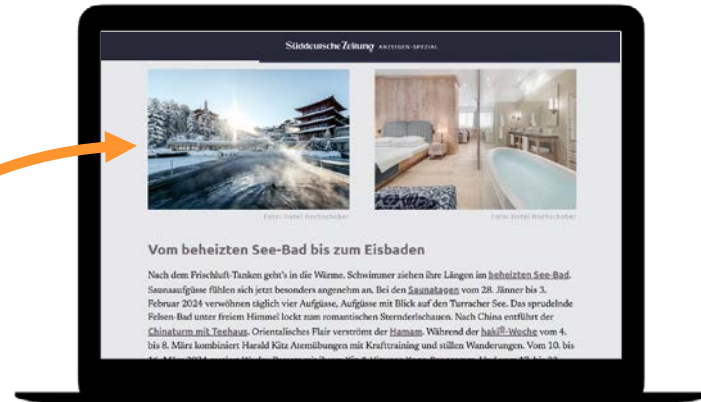 Süddeutsche Zeitung ANZEIGEN-SPEZIAL
Foto: Hotel Hochschober
Foto: Hotel Hochschober
Vom beheizten See-Bad bis zum Eisbaden
Nach dem Frischluft-Tanken geht's in die Wärme. Schwimmer ziehen ihre Längen im beheizten See-Bad.
Saunaaufgüsse fühlen sich jetzt besonders angenehm an. Bei den Saunatagen vom 28. Jänner bis 3.
Februar 2024 verwöhnen täglich vier Aufgüsse, Aufgüsse mit Blick auf den Turracher See. Das sprudelnde
Felsen-Bad unter freiem Himmel lockt zum romantischen Sternderlschauen. Nach China entführt der
Chinaturm mit Teehaus. Orientalisches Flair verströmt der Hamam. Während der haki®-Woche vom 4.
bis 8. März kombiniert Harald Kitz Atemübungen mit Krafttraining und stillen Wanderungen. Vom 10. bis